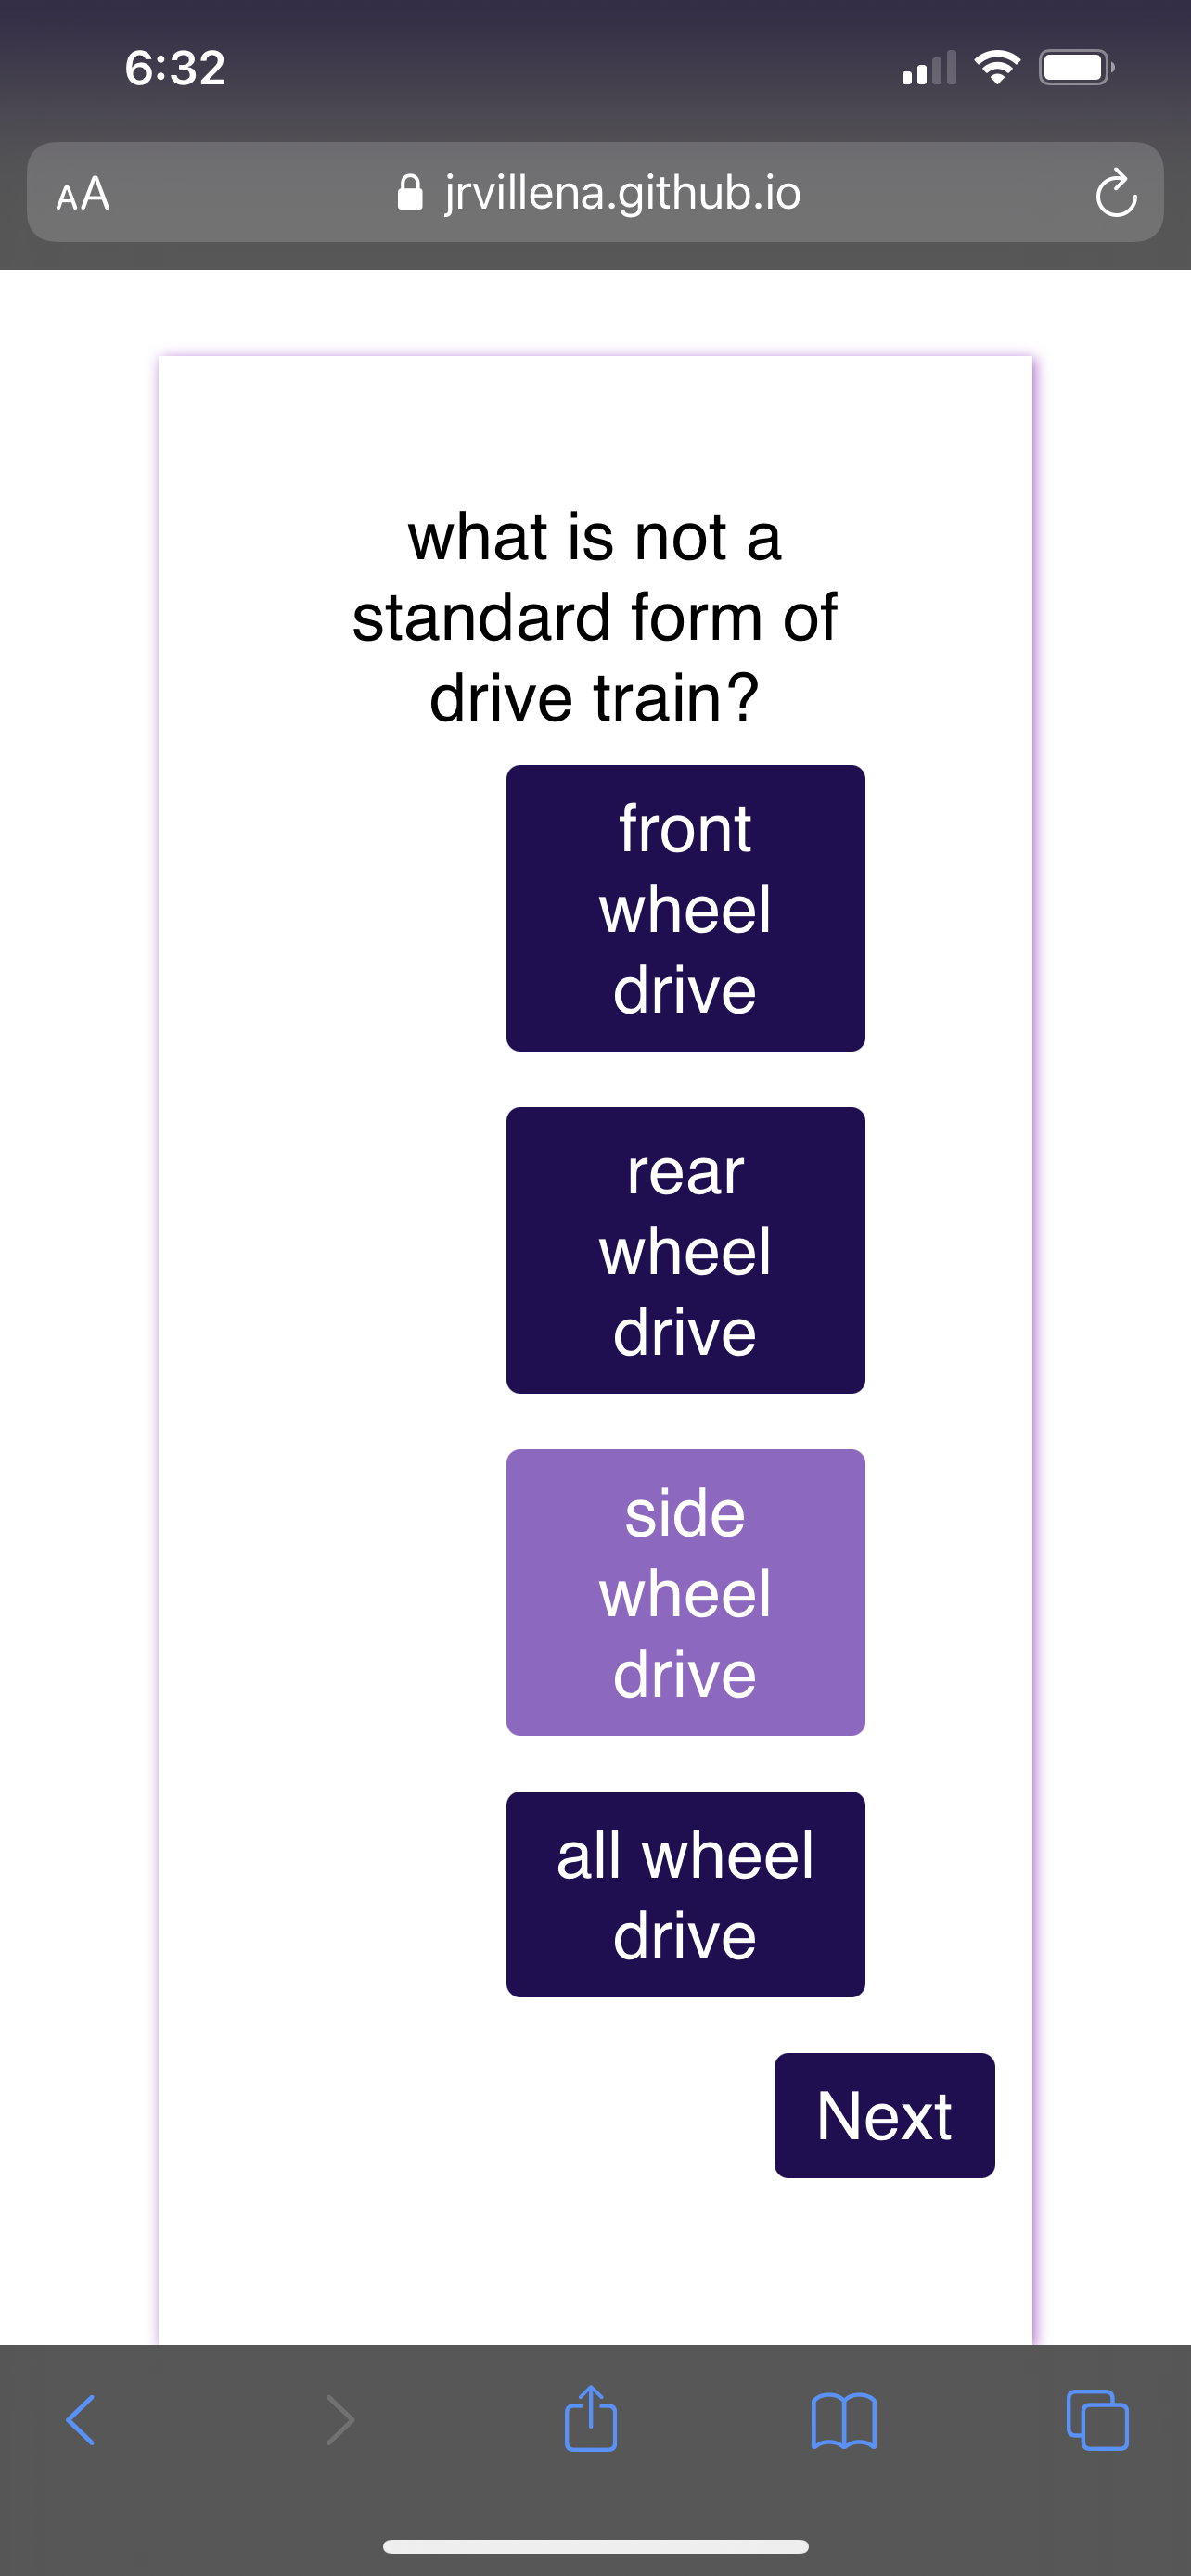 6:32
AA jrvillena.github.io
what is not a
standard form of
drive train?
front
wheel
drive
rear
wheel
drive
side
wheel
drive
all wheel
drive
Next